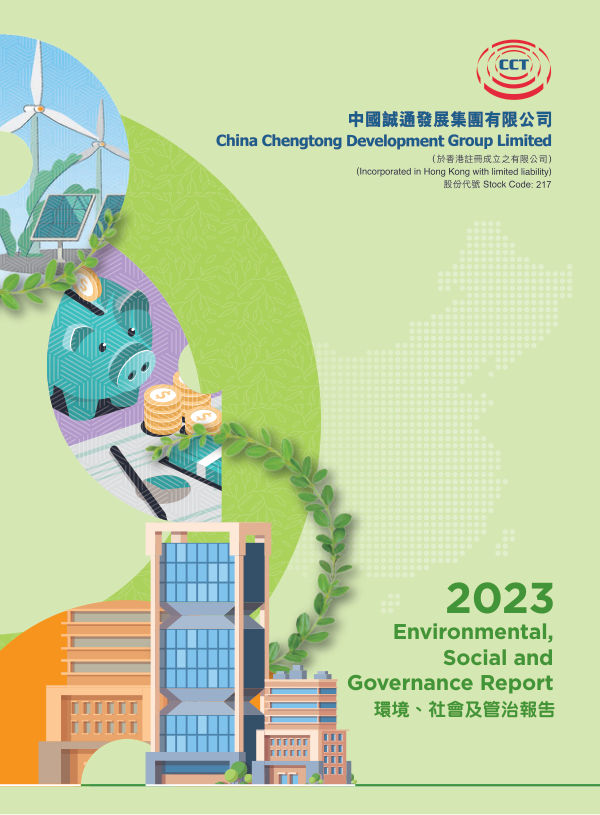 CCT
中國誠通發展集團有限公司
China Chengtong Development Group Limited
（於香港註冊成立之有限公司）
(Incorporated in Hong Kong with limited liability)
股份代號 Stock Code: 217
2023
Environmental,
Social and
Governance Report
環境、社會及管治報告